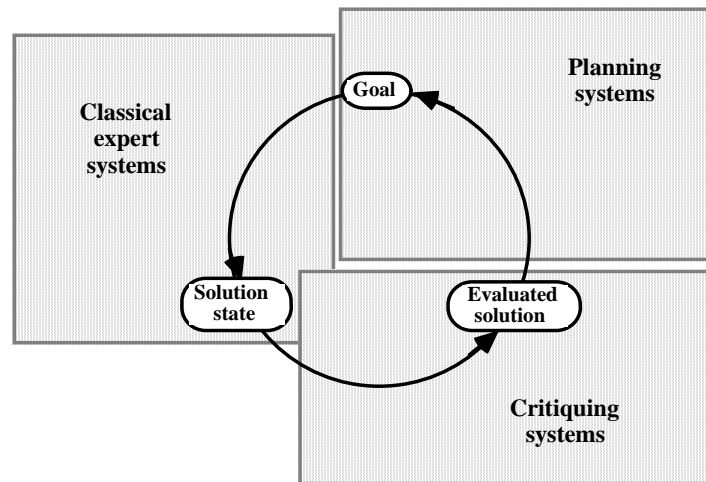 Planning
systems
Goal
Classical
expert
systems
Solution
state
Evaluated
solution
Critiquing
systems